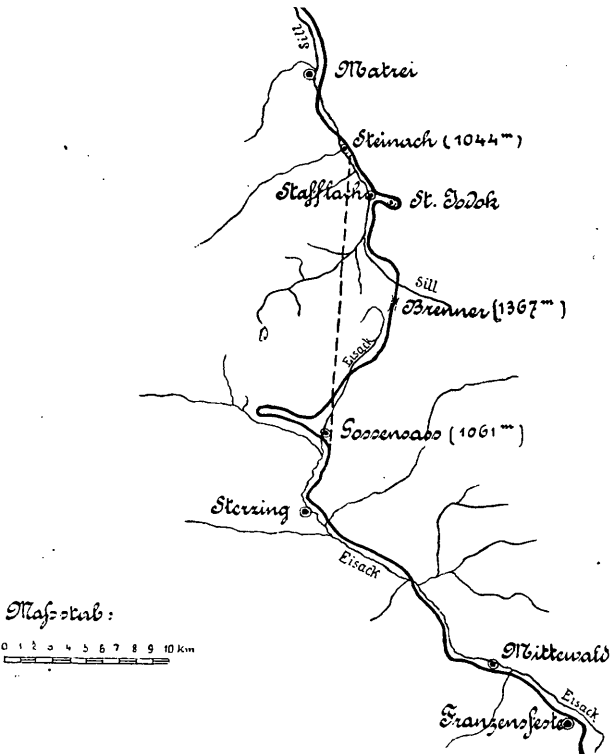 Sill
Matrei
Steinach (1044 m)
Stafflach
St. Jodok
Sill
Brenner (1367 m)
Eisack
Gossensass (1061 m)
Sterzing
Eisack
Maßstab:
0 1 2 3 4 5 6 7 8 9 10 km
Mittewald
Eisack
Franzensfeste